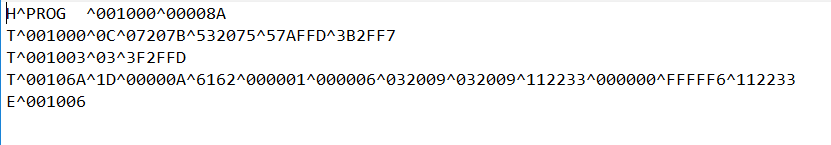 H^PROG  ^001000^00008A
T^001000^0C^07207B^532075^57AFFD^3B2FF7
T^001003^03^3F2FFD
T^00106A^1D^00000A^6162^000001^000006^032009^032009^112233^000000^FFFFF6^112233
E^001006